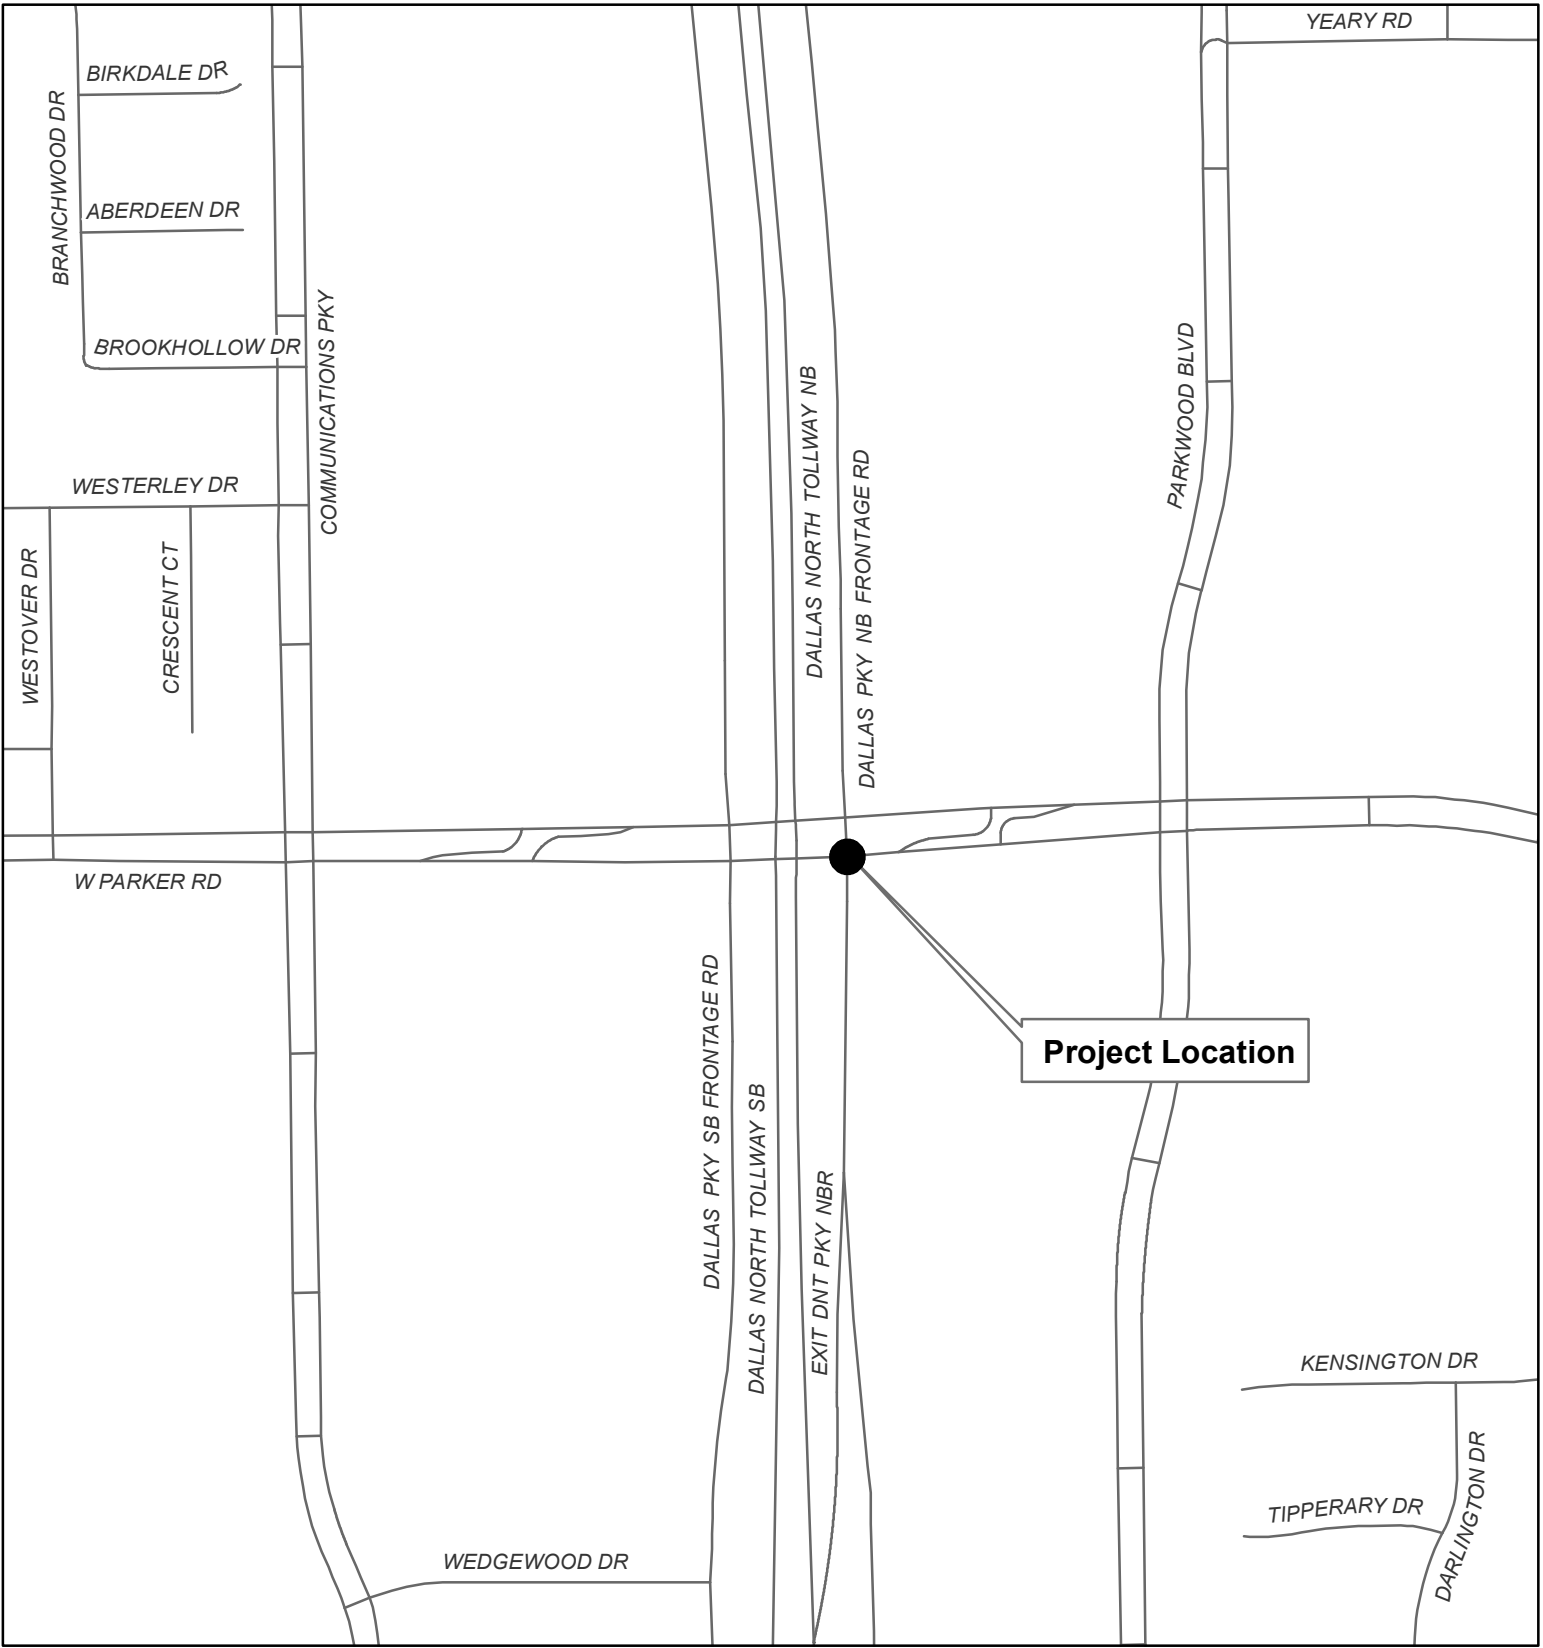 YEARY RD
BIRKDALE DR
BRANCHWOOD DR
ABERDEEN DR
COMMUNICATIONS PKY
BROOKHOLLOW DR
PARKWOOD BLVD
DALLAS NORTH TOLLWAY NB
DALLAS PKY NB FRONTAGE RD
WESTERLEY DR
WESTOVER DR
CRESCENT CT
W PARKER RD
DALLAS PKY SB FRONTAGE RD
Project Location
DALLAS NORTH TOLLWAY SB
EXIT DNT PKY NBR
KENSINGTON DR
DARLINGTON DR
TIPPERARY DR
WEDGEWOOD DR